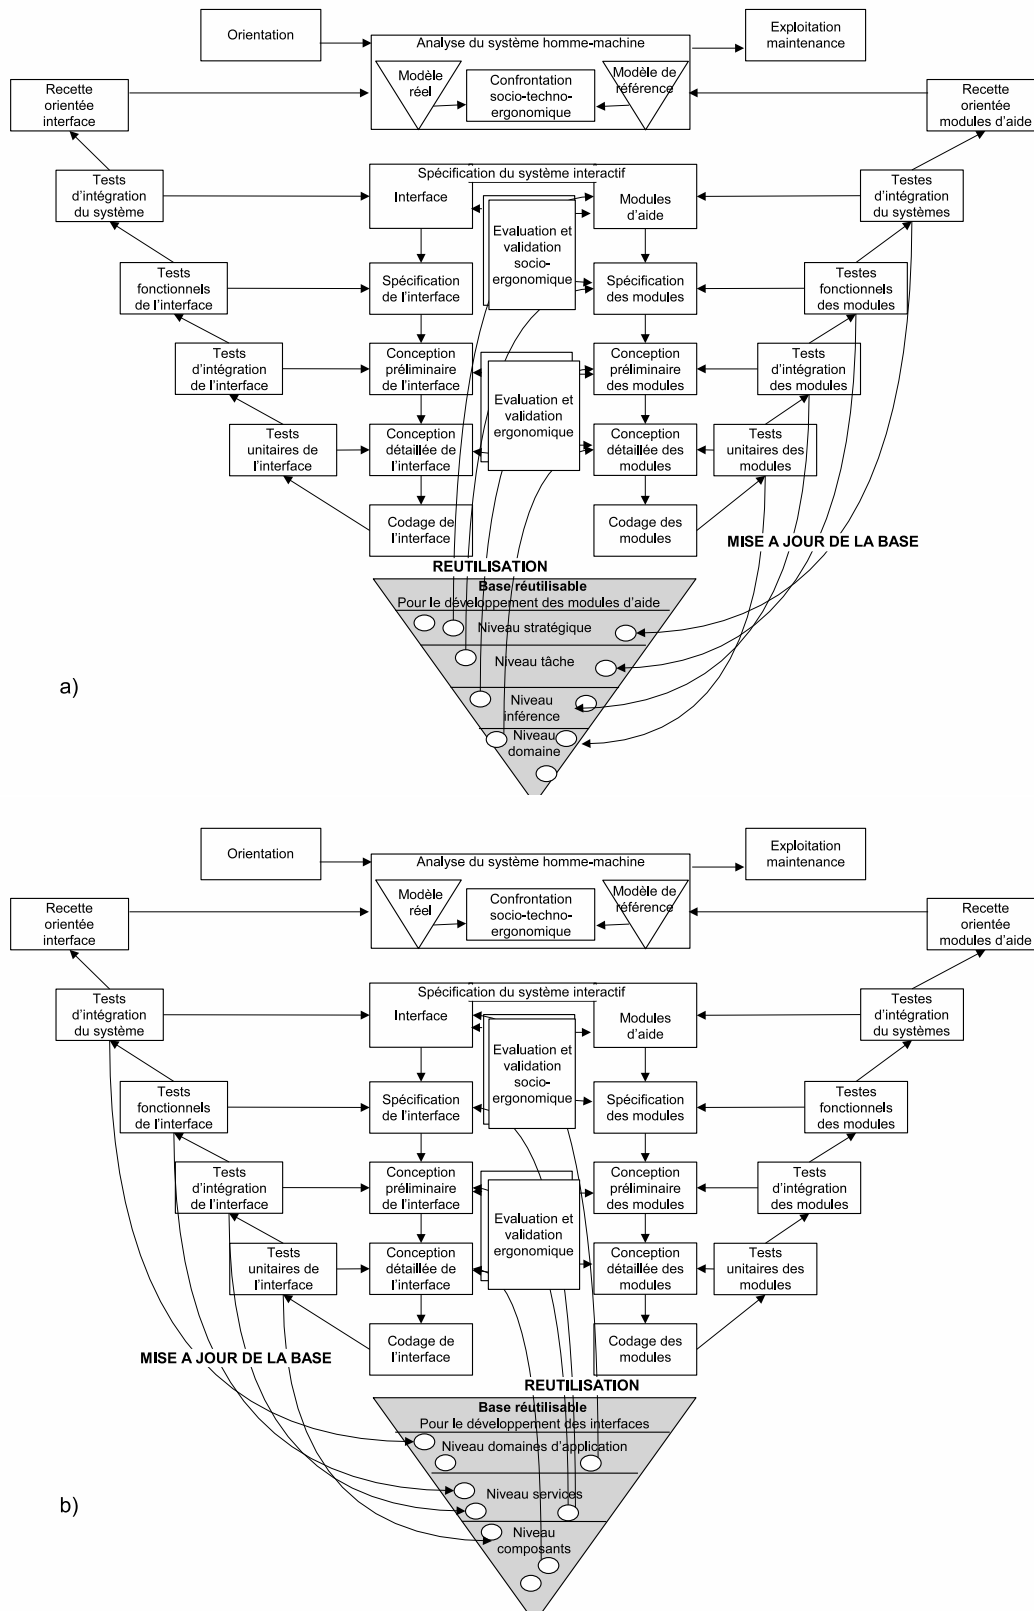 Orientation
Exploitation
maintenance
Analyse du système homme-machine
Modèle
réel
Confrontation
socio-techno-
ergonomique
Modèle de
référence
Recette
orientée
interface
Recette
orientée
modules d'aide
Spécification du système interactif
Interface
Modules
d'aide
Tests
d'intégration
du système
Testes
d'intégration
du systèmes
Evaluation et
validation
socio-
ergonomique
Tests
fonctionnels
de l'interface
Spécification
de l'interface
Spécification
des modules
Testes
fonctionnels
des modules
Tests
d'intégration
de l'interface
Conception
préliminaire
de l'interface
Conception
préliminaire
des modules
Tests
d'intégration
des modules
Evaluation et
validation
ergonomique
Tests
unitaires de
l'interface
Conception
détaillée de
l'interface
Conception
détaillée des
modules
Tests
unitaires des
modules
Codage de
l'interface
Codage des
modules
MISE A JOUR DE LA BASE
REUTILISATION
Base réutilisable
Pour le développement des modules d'aide
Niveau stratégique
Niveau tâche
Niveau
inférence
Niveau
domaine
a)
Orientation
Exploitation
maintenance
Analyse du système homme-machine
Modèle
réel
Confrontation
socio-techno-
ergonomique
Modèle de
référence
Recette
orientée
interface
Recette
orientée
modules d'aide
Spécification du système interactif
Interface
Modules
d'aide
Tests
d'intégration
du système
Testes
d'intégration
du systèmes
Evaluation et
validation
socio-
ergonomique
Tests
fonctionnels
de l'interface
Spécification
de l'interface
Spécification
des modules
Testes
fonctionnels
des modules
Tests
d'intégration
de l'interface
Conception
préliminaire
de l'interface
Conception
préliminaire
des modules
Tests
d'intégration
des modules
Evaluation et
validation
ergonomique
Tests
unitaires de
l'interface
Conception
détaillée de
l'interface
Conception
détaillée des
modules
Tests
unitaires des
modules
Codage de
l'interface
Codage des
modules
MISE A JOUR DE LA BASE
REUTILISATION
Base réutilisable
Pour le développement des interfaces
Niveau domaines d'application
Niveau services
Niveau
composants
b)